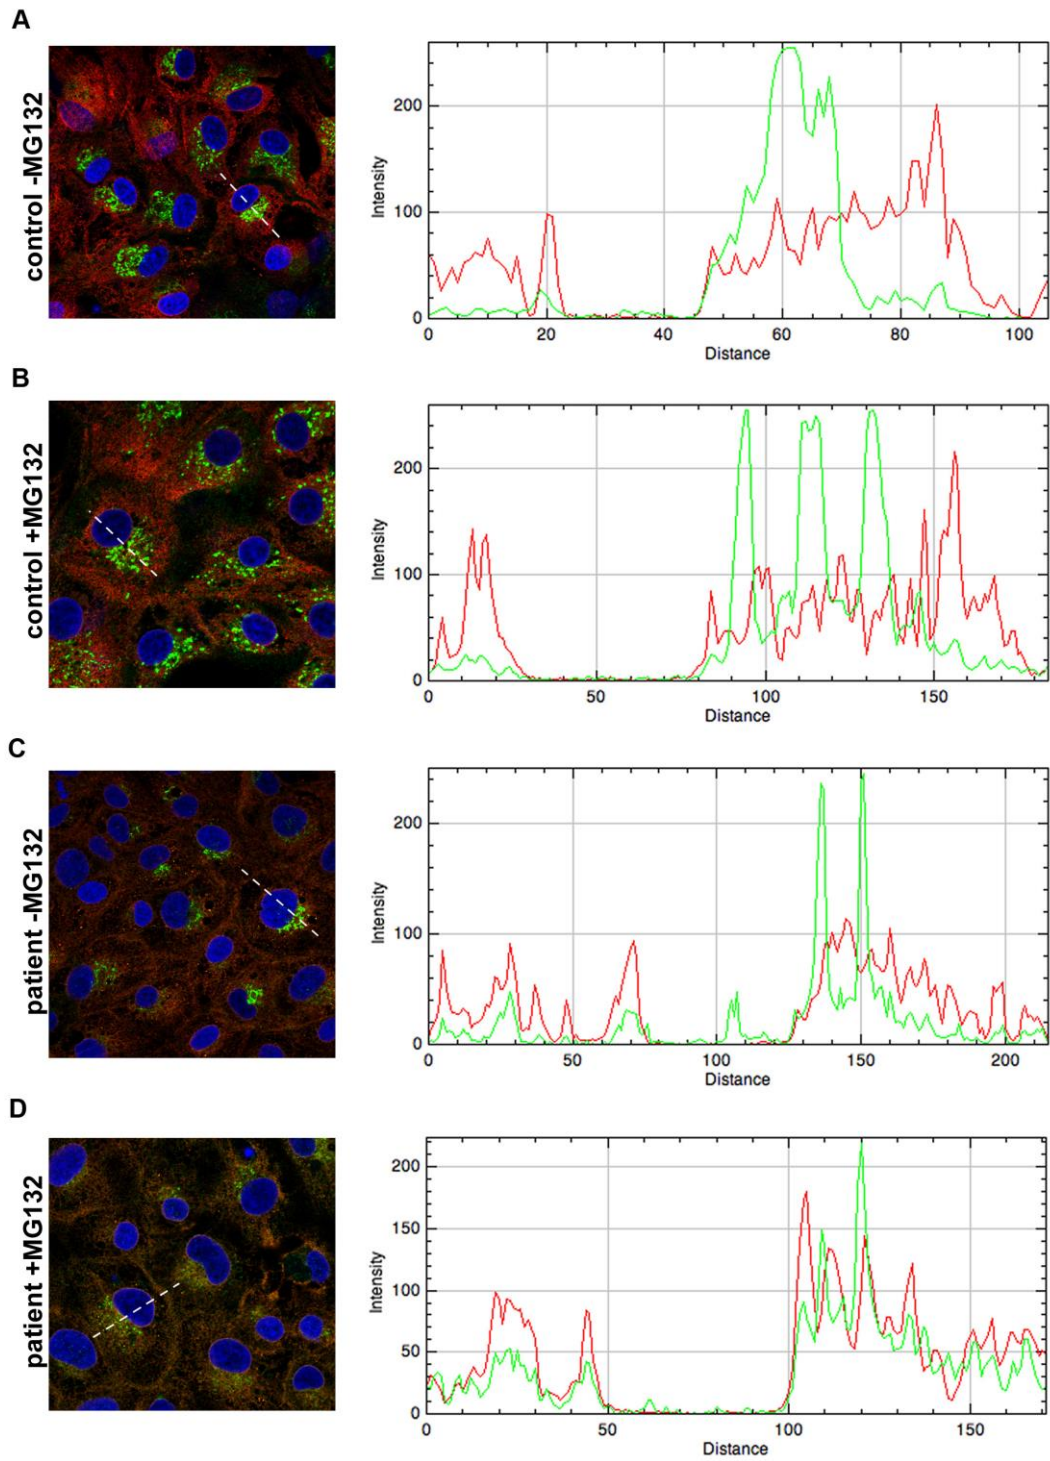 A
control -MG132
Intensity
200
100
0
0 20 40 60 80 100
Distance
B
control +MG132
Intensity
200
100
0
0 50 100 150
Distance
C
patient -MG132
Intensity
200
100
0
0 50 100 150 200
Distance
D
patient +MG132
Intensity
200
150
100
50
0
0 50 100 150
Distance